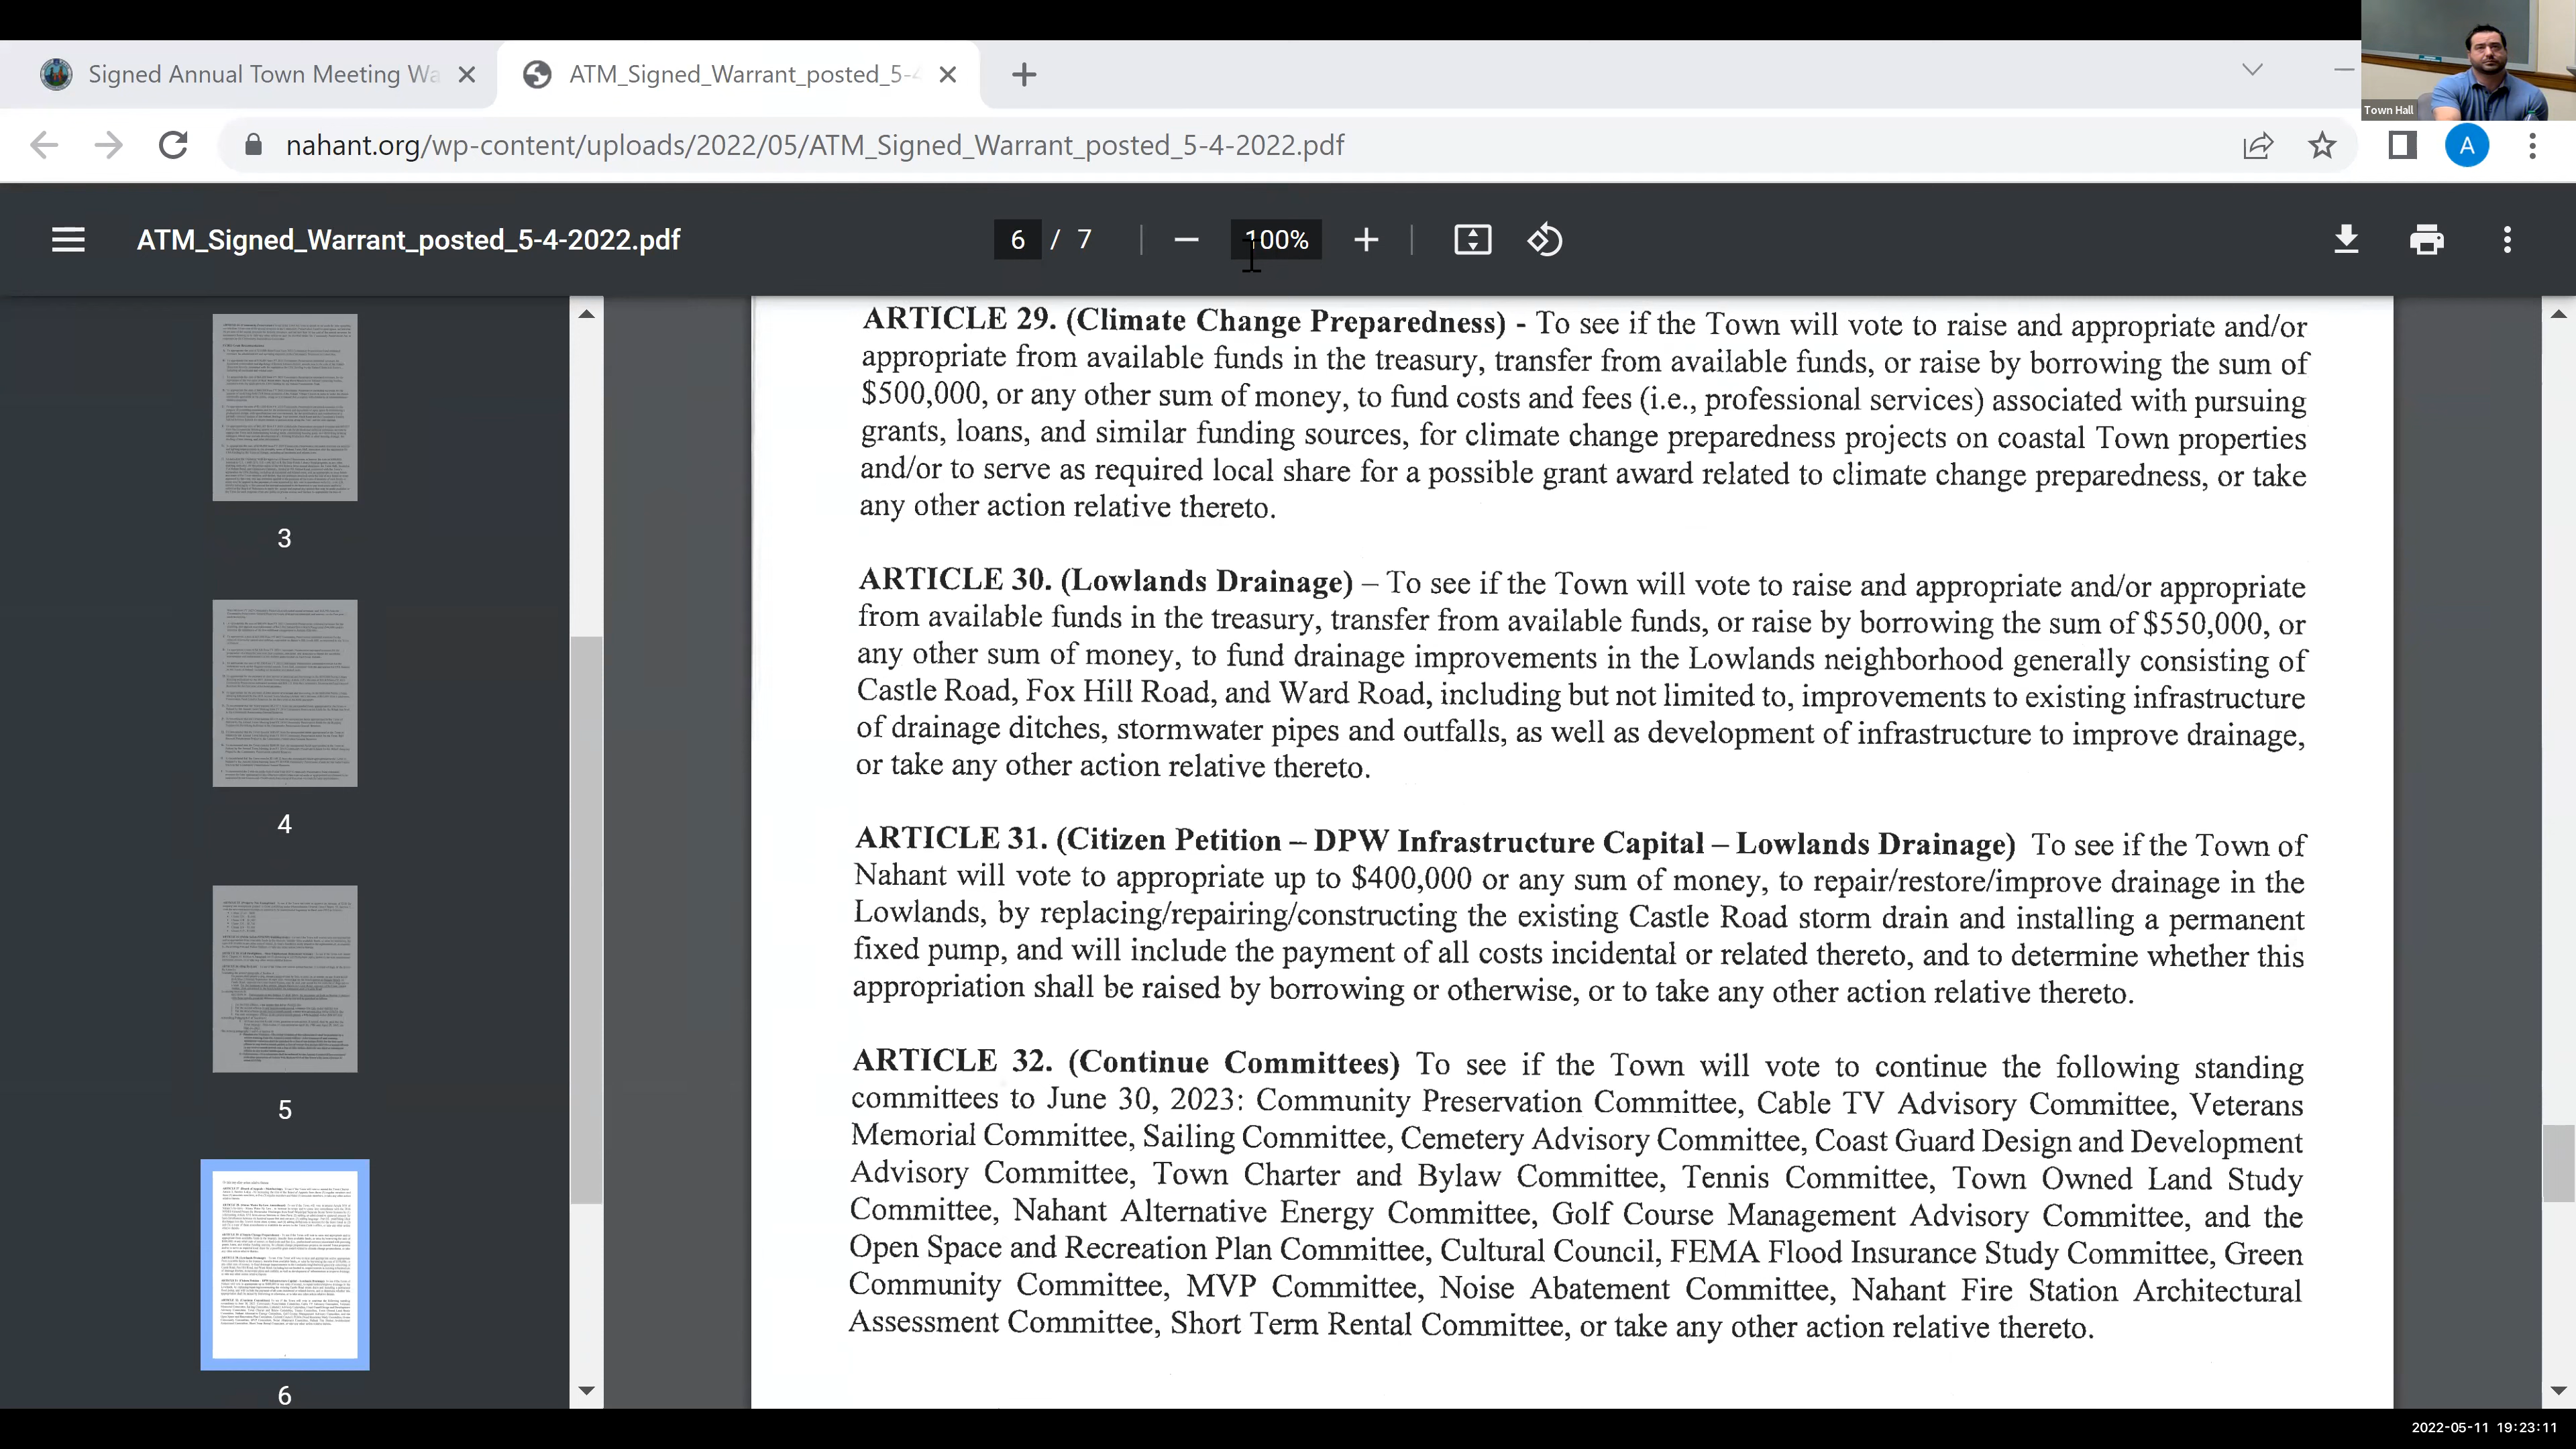 Signed Annual Town Meeting Wa
ATM_Signed_Warrant_posted_5-4
Town Hall
nahant.org/wp-content/uploads/2022/05/ATM_Signed_Warrant_posted_5-4-2022.pdf
A
ATM_Signed_Warrant_posted_5-4-2022.pdf
6 / 7
100%
3
4
5
6
ARTICLE 29. (Climate Change Preparedness) - To see if the Town will vote to raise and appropriate and/or
appropriate from available funds in the treasury, transfer from available funds, or raise by borrowing the sum of
$500,000, or any other sum of money, to fund costs and fees (i.e., professional services) associated with pursuing
grants, loans, and similar funding sources, for climate change preparedness projects on coastal Town properties
and/or to serve as required local share for a possible grant award related to climate change preparedness, or take
any other action relative thereto.
ARTICLE 30. (Lowlands Drainage) – To see if the Town will vote to raise and appropriate and/or appropriate
from available funds in the treasury, transfer from available funds, or raise by borrowing the sum of $550,000, or
any other sum of money, to fund drainage improvements in the Lowlands neighborhood generally consisting of
Castle Road, Fox Hill Road, and Ward Road, including but not limited to, improvements to existing infrastructure
of drainage ditches, stormwater pipes and outfalls, as well as development of infrastructure to improve drainage,
or take any other action relative thereto.
ARTICLE 31. (Citizen Petition – DPW Infrastructure Capital – Lowlands Drainage) To see if the Town of
Nahant will vote to appropriate up to $400,000 or any sum of money, to repair/restore/improve drainage in the
Lowlands, by replacing/repairing/constructing the existing Castle Road storm drain and installing a permanent
fixed pump, and will include the payment of all costs incidental or related thereto, and to determine whether this
appropriation shall be raised by borrowing or otherwise, or to take any other action relative thereto.
ARTICLE 32. (Continue Committees) To see if the Town will vote to continue the following standing
committees to June 30, 2023: Community Preservation Committee, Cable TV Advisory Committee, Veterans
Memorial Committee, Sailing Committee, Cemetery Advisory Committee, Coast Guard Design and Development
Advisory Committee, Town Charter and Bylaw Committee, Tennis Committee, Town Owned Land Study
Committee, Nahant Alternative Energy Committee, Golf Course Management Advisory Committee, and the
Open Space and Recreation Plan Committee, Cultural Council, FEMA Flood Insurance Study Committee, Green
Community Committee, MVP Committee, Noise Abatement Committee, Nahant Fire Station Architectural
Assessment Committee, Short Term Rental Committee, or take any other action relative thereto.
2022-05-11 19:23:11